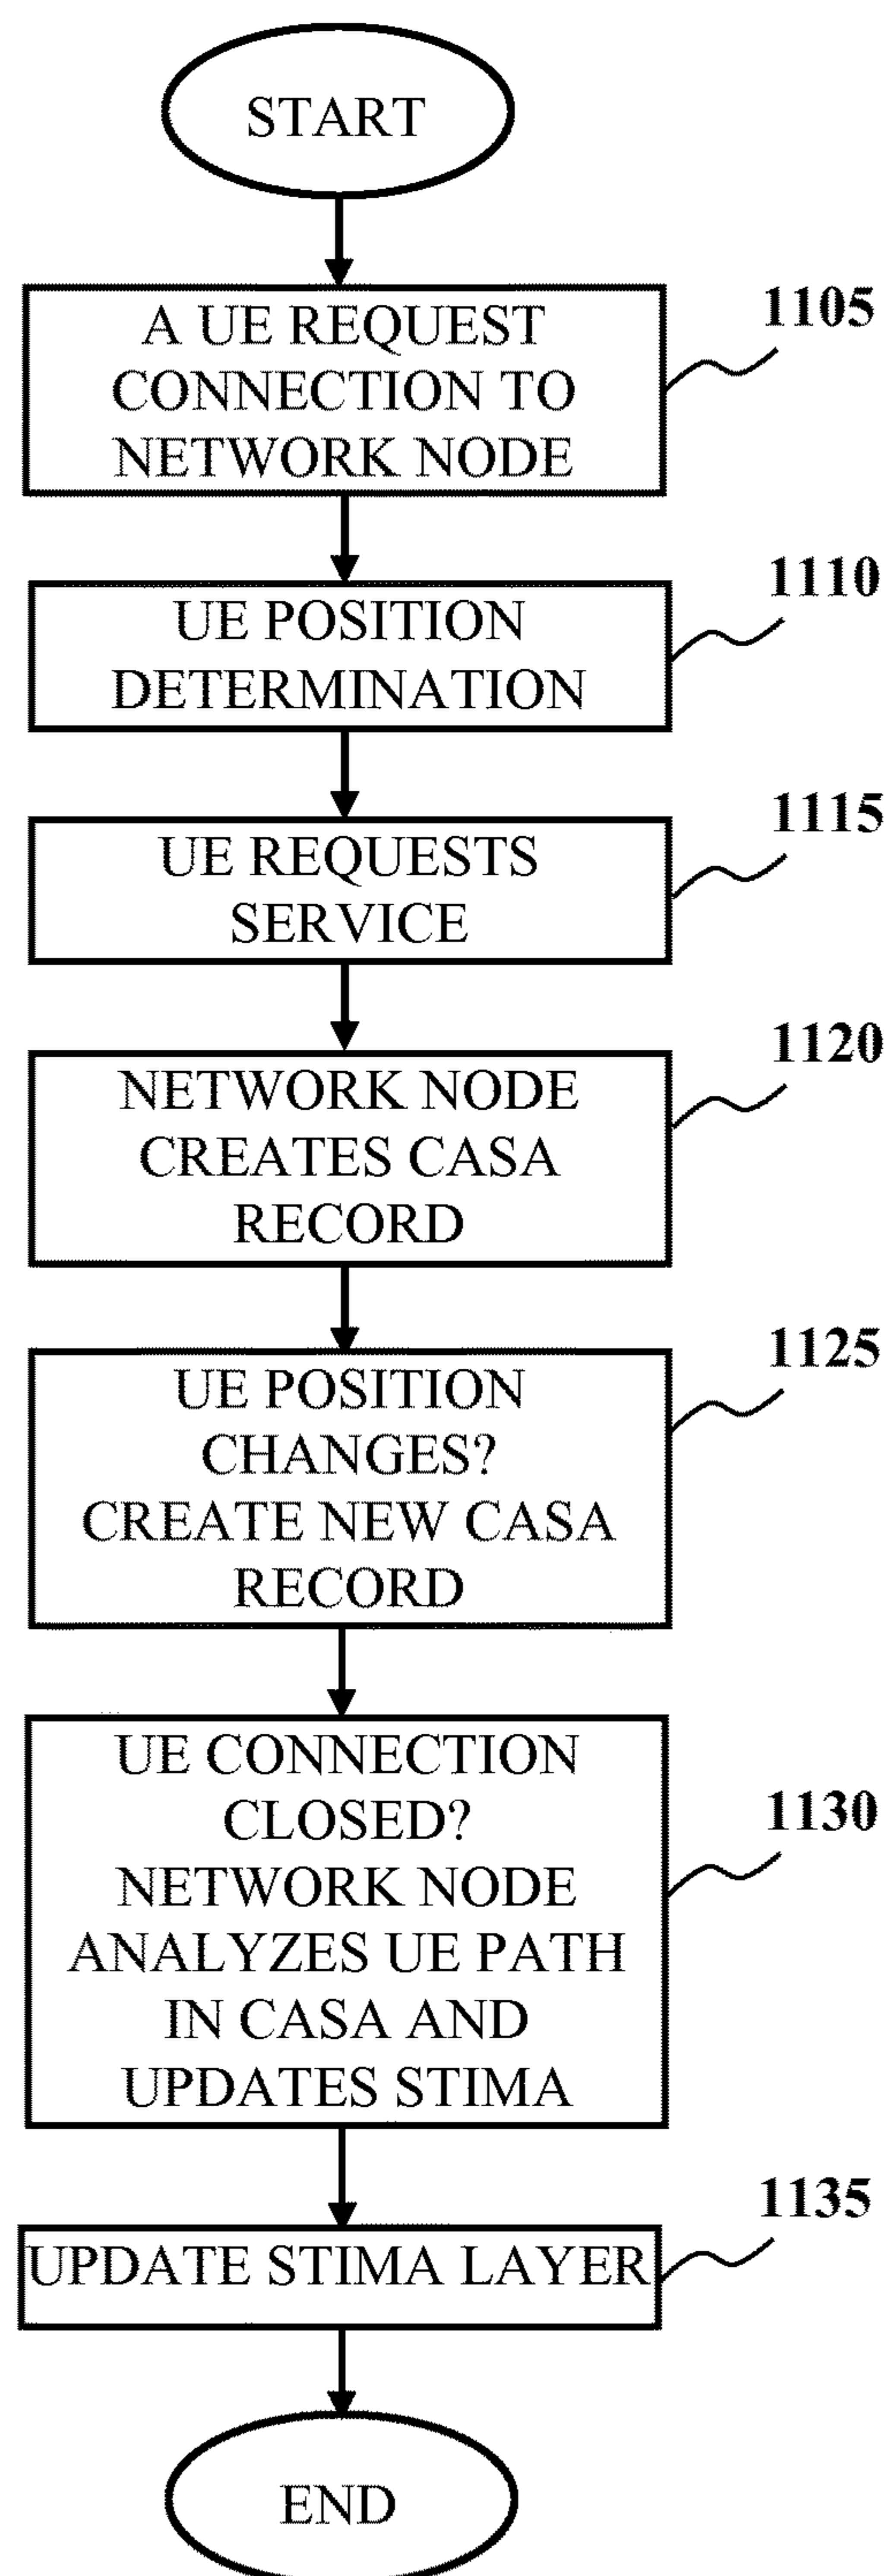 START
A UE REQUEST
CONNECTION TO
NETWORK NODE
1105
UE POSITION
DETERMINATION
1110
UE REQUESTS
SERVICE
1115
NETWORK NODE
CREATES CASA
RECORD
1120
UE POSITION
CHANGES?
CREATE NEW CASA
RECORD
1125
UE CONNECTION
CLOSED?
NETWORK NODE
ANALYZES UE PATH
IN CASA AND
UPDATES STIMA
1130
UPDATE STIMA LAYER
1135
END